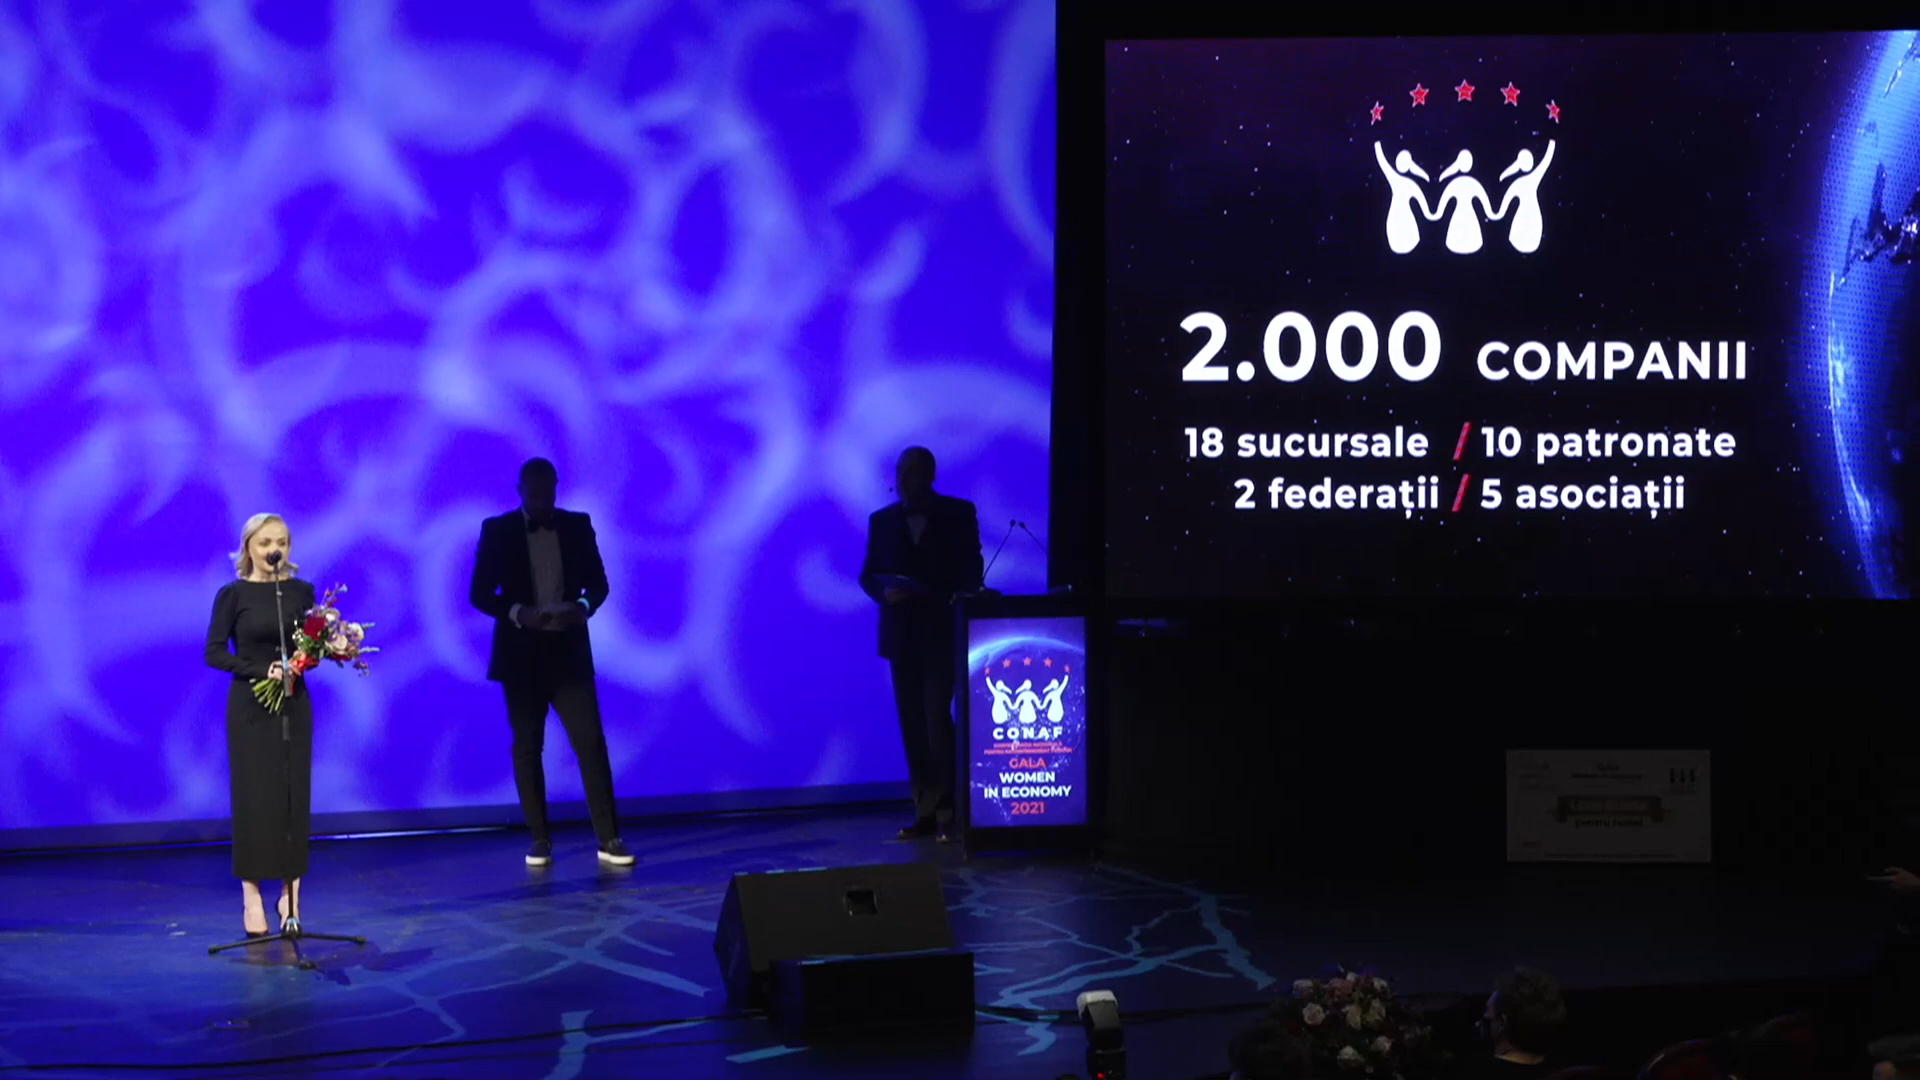 2.000 COMPANII
18 sucursale / 10 patronate
2 federații / 5 asociații
CONAF
GALA
WOMEN
IN ECONOMY
2021